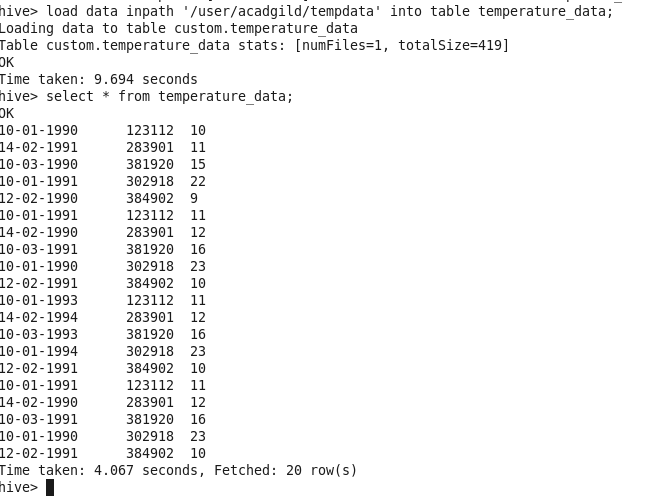 hive> load data inpath '/user/acadgild/tempdata' into table temperature_data;
Loading data to table custom.temperature_data
Table custom.temperature_data stats: [numFiles=1, totalSize=419]
OK
Time taken: 9.694 seconds
hive> select * from temperature_data;
OK
10-01-1990 123112 10
14-02-1991 283901 11
10-03-1990 381920 15
10-01-1991 302918 22
12-02-1990 384902 9
10-01-1991 123112 11
14-02-1990 283901 12
10-03-1991 381920 16
10-01-1990 302918 23
12-02-1991 384902 10
10-01-1993 123112 11
14-02-1994 283901 12
10-03-1993 381920 16
10-01-1994 302918 23
12-02-1991 384902 10
10-01-1991 123112 11
14-02-1990 283901 12
10-03-1991 381920 16
10-01-1990 302918 23
12-02-1991 384902 10
Time taken: 4.067 seconds, Fetched: 20 row(s)
hive>